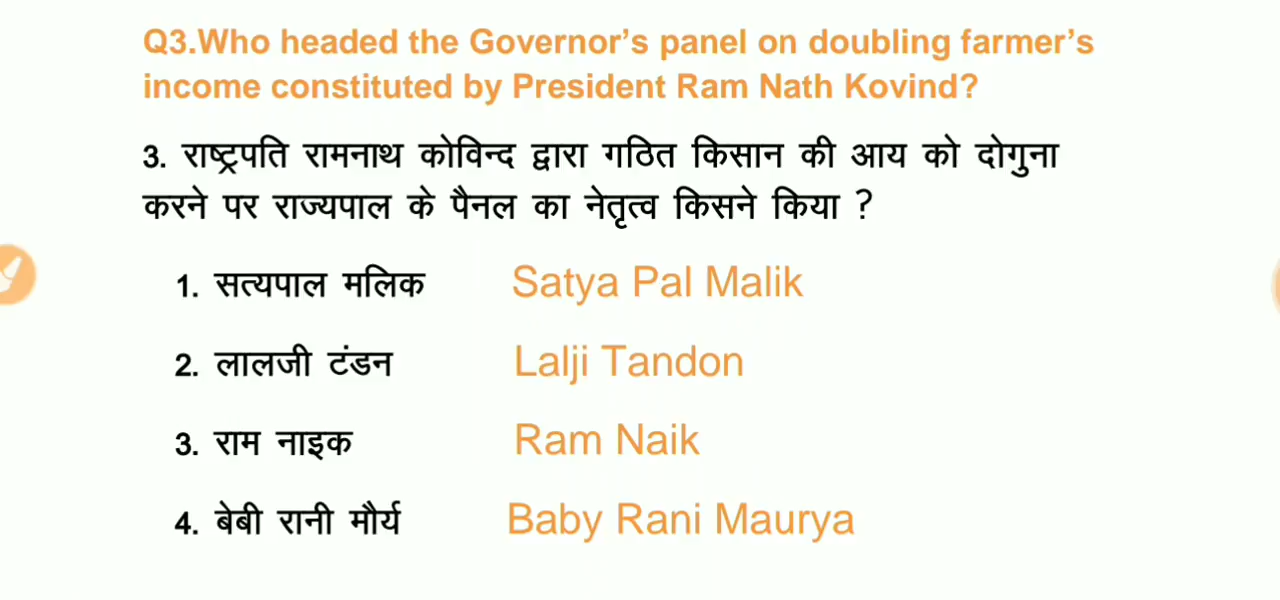 Q3.Who headed the Governor's panel on doubling farmer's
income constituted by President Ram Nath Kovind?
3. राष्ट्रपति रामनाथ कोविन्द द्वारा गठित किसान की आय को दोगुना
करने पर राज्यपाल के पैनल का नेतृत्व किसने किया ?
1. सत्यपाल मलिक Satya Pal Malik
2. लालजी टंडन Lalji Tandon
3. राम नाइक Ram Naik
4. बेबी रानी मौर्य Baby Rani Maurya